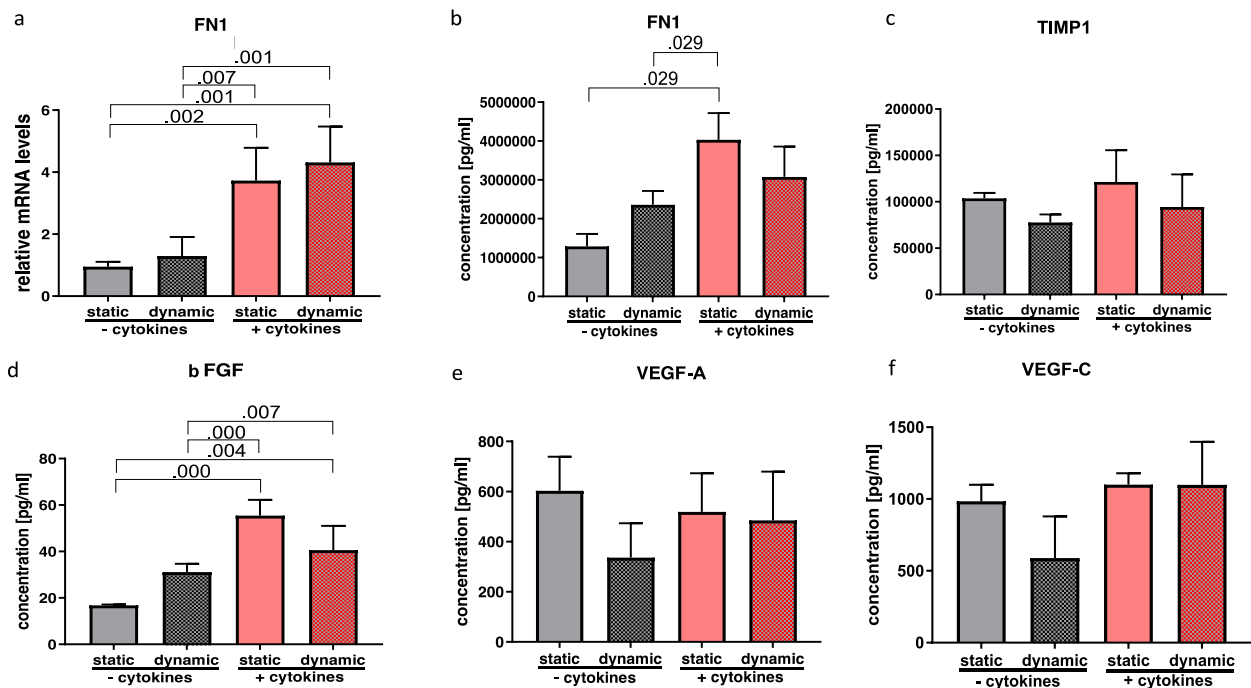 a
FN1
.001
.007
.001
.002
relative mRNA levels
6
4
2
0
static dynamic static dynamic
- cytokines + cytokines
b
FN1
.029
.029
concentration [pg/ml]
5000000
4000000
3000000
2000000
1000000
0
static dynamic static dynamic
- cytokines + cytokines
c
TIMP1
concentration [pg/ml]
200000
150000
100000
50000
0
static dynamic static dynamic
- cytokines + cytokines
d
b FGF
.007
.000
.004
.000
concentration [pg/ml]
80
60
40
20
0
static dynamic static dynamic
- cytokines + cytokines
e
VEGF-A
concentration [pg/ml]
800
600
400
200
0
static dynamic static dynamic
- cytokines + cytokines
f
VEGF-C
concentration [pg/ml]
1500
1000
500
0
static dynamic static dynamic
- cytokines + cytokines